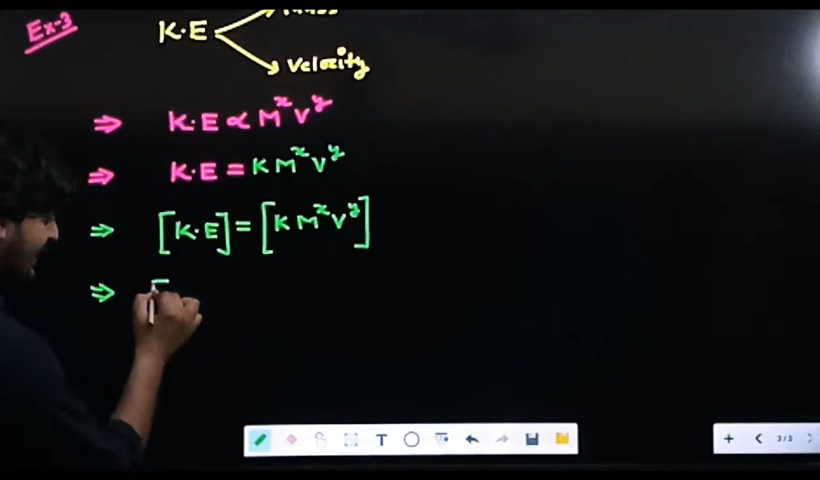 Ex-3
K·E
Velocity
⇒ K·E ∝ M^x V^y
⇒ K·E = K M^x V^y
⇒ [K·E] = [K M^x V^y]
⇒
T
3/3